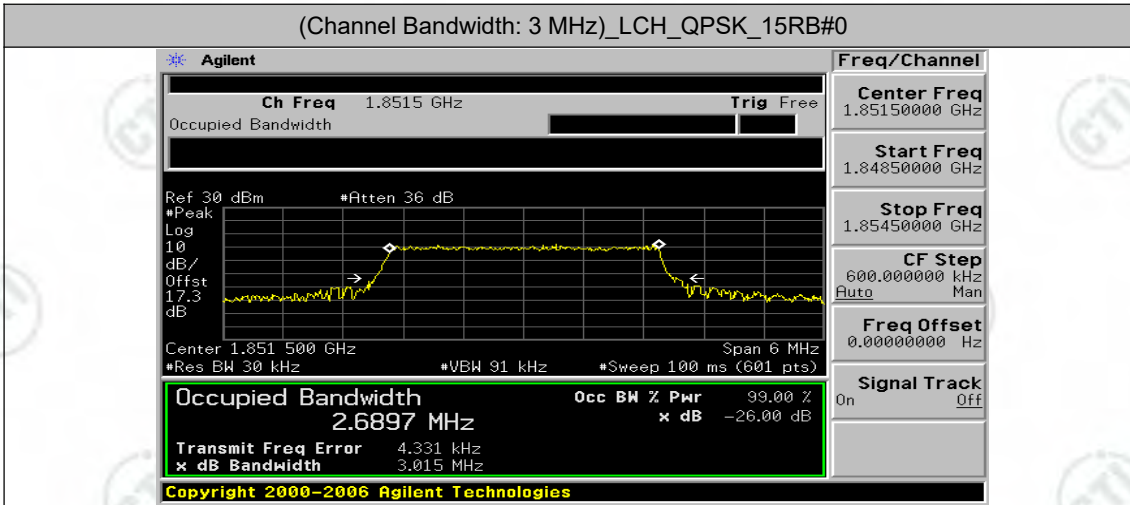 (Channel Bandwidth: 3 MHz)_LCH_QPSK_15RB#0
Agilent
Freq/Channel
Ch Freq 1.8515 GHz Trig Free
Occupied Bandwidth
Center Freq
1.85150000 GHz
Start Freq
1.84850000 GHz
Stop Freq
1.85450000 GHz
CF Step
600.000000 kHz
Auto Man
Freq Offset
0.00000000 Hz
Signal Track
On Off
Ref 30 dBm #Atten 36 dB
#Peak
Log
10
dB/
Offst
17.3
dB
Center 1.851 500 GHz Span 6 MHz
#Res BW 30 kHz #VBW 91 kHz #Sweep 100 ms (601 pts)
Occupied Bandwidth Occ BW % Pwr 99.00 %
2.6897 MHz x dB -26.00 dB
Transmit Freq Error 4.331 kHz
x dB Bandwidth 3.015 MHz
Copyright 2000-2006 Agilent Technologies
CTI
CTI
CTI